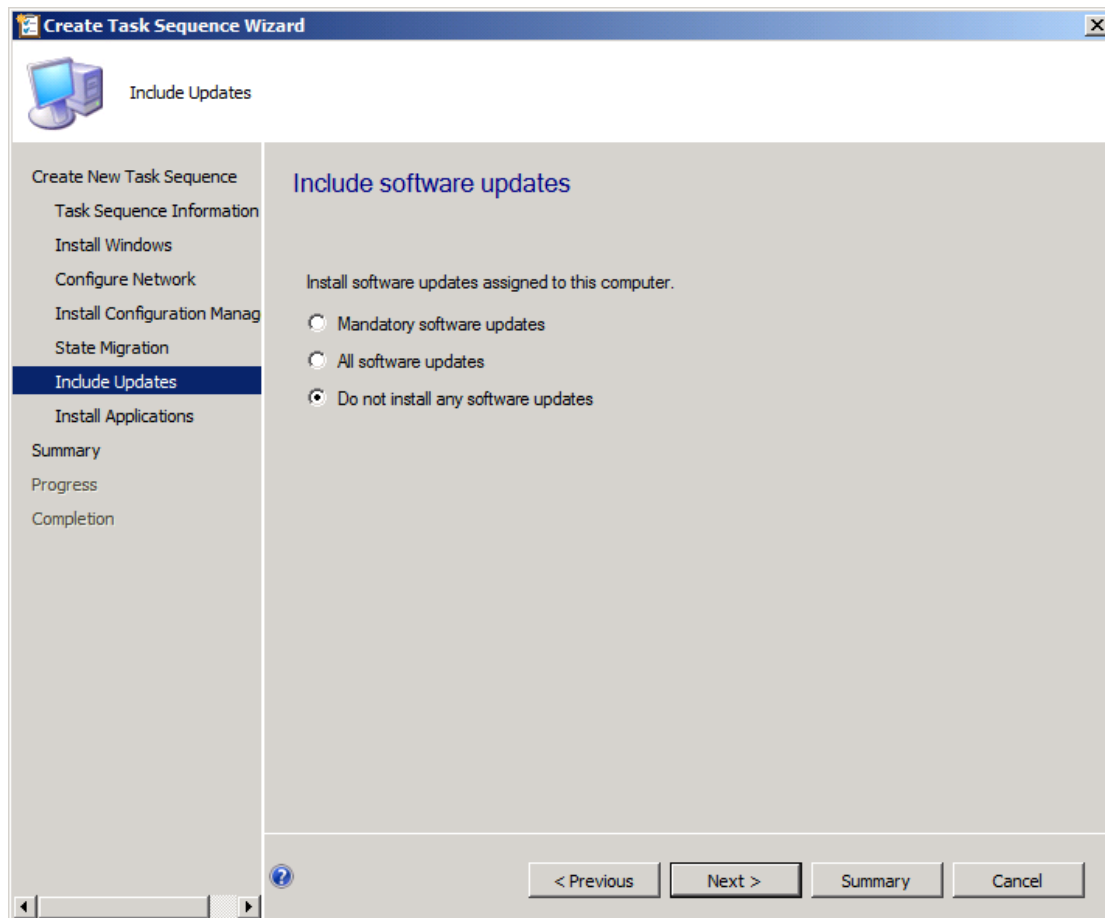 Create Task Sequence Wizard
Include Updates
Create New Task Sequence
Task Sequence Information
Install Windows
Configure Network
Install Configuration Manag
State Migration
Include Updates
Install Applications
Summary
Progress
Completion
Include software updates
Install software updates assigned to this computer.
Mandatory software updates
All software updates
Do not install any software updates
< Previous
Next >
Summary
Cancel